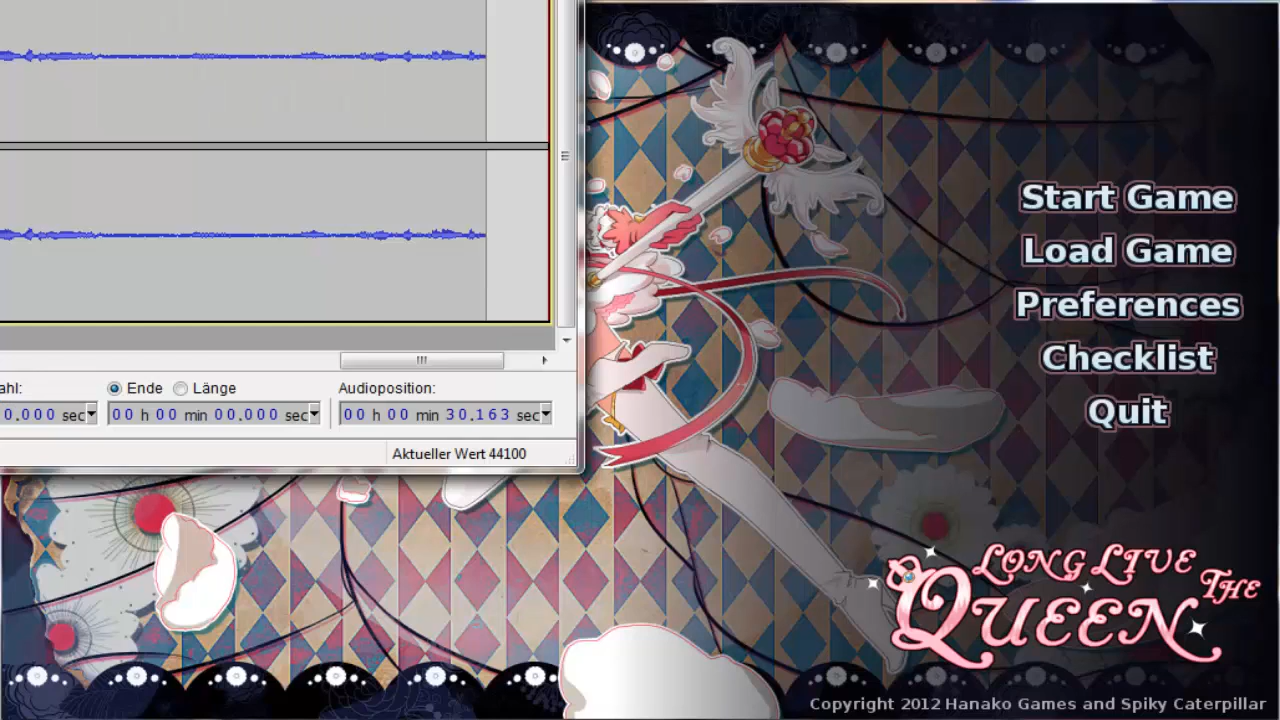 ahl:
Ende
Länge
Audioposition:
0.000 sec
00 h 00 min 00.000 sec
00 h 00 min 30.163 sec
Aktueller Wert 44100
Start Game
Load Game
Preferences
Checklist
Quit
LONG LIVE THE
QUEEN
Copyright 2012 Hanako Games and Spiky Caterpillar